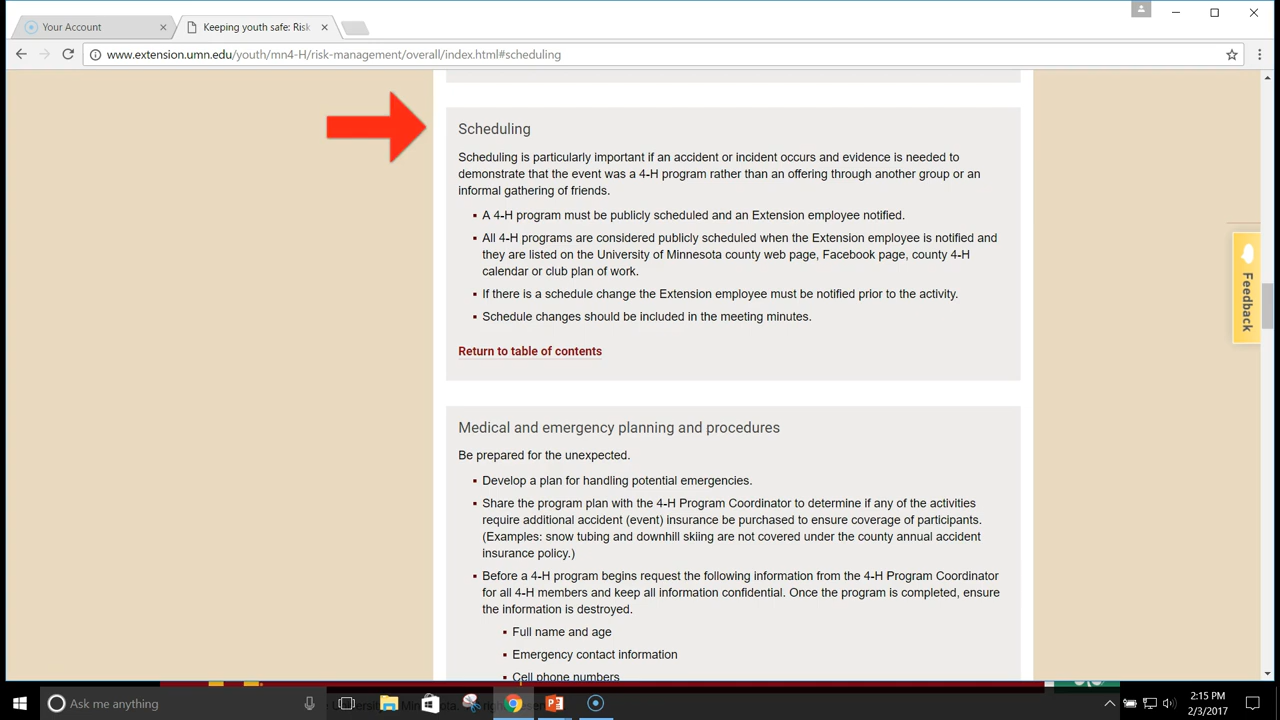 Your Account
Keeping youth safe: Risk
www.extension.umn.edu/youth/mn4-H/risk-management/overall/index.html#scheduling
Scheduling
Scheduling is particularly important if an accident or incident occurs and evidence is needed to
demonstrate that the event was a 4-H program rather than an offering through another group or an
informal gathering of friends.
A 4-H program must be publicly scheduled and an Extension employee notified.
All 4-H programs are considered publicly scheduled when the Extension employee is notified and
they are listed on the University of Minnesota county web page, Facebook page, county 4-H
calendar or club plan of work.
If there is a schedule change the Extension employee must be notified prior to the activity.
Schedule changes should be included in the meeting minutes.
Return to table of contents
Feedback
Medical and emergency planning and procedures
Be prepared for the unexpected.
Develop a plan for handling potential emergencies.
Share the program plan with the 4-H Program Coordinator to determine if any of the activities
require additional accident (event) insurance be purchased to ensure coverage of participants.
(Examples: snow tubing and downhill skiing are not covered under the county annual accident
insurance policy.)
Before a 4-H program begins request the following information from the 4-H Program Coordinator
for all 4-H members and keep all information confidential. Once the program is completed, ensure
the information is destroyed.
Full name and age
Emergency contact information
Cell phone numbers
Ask me anything
2:15 PM
2/3/2017